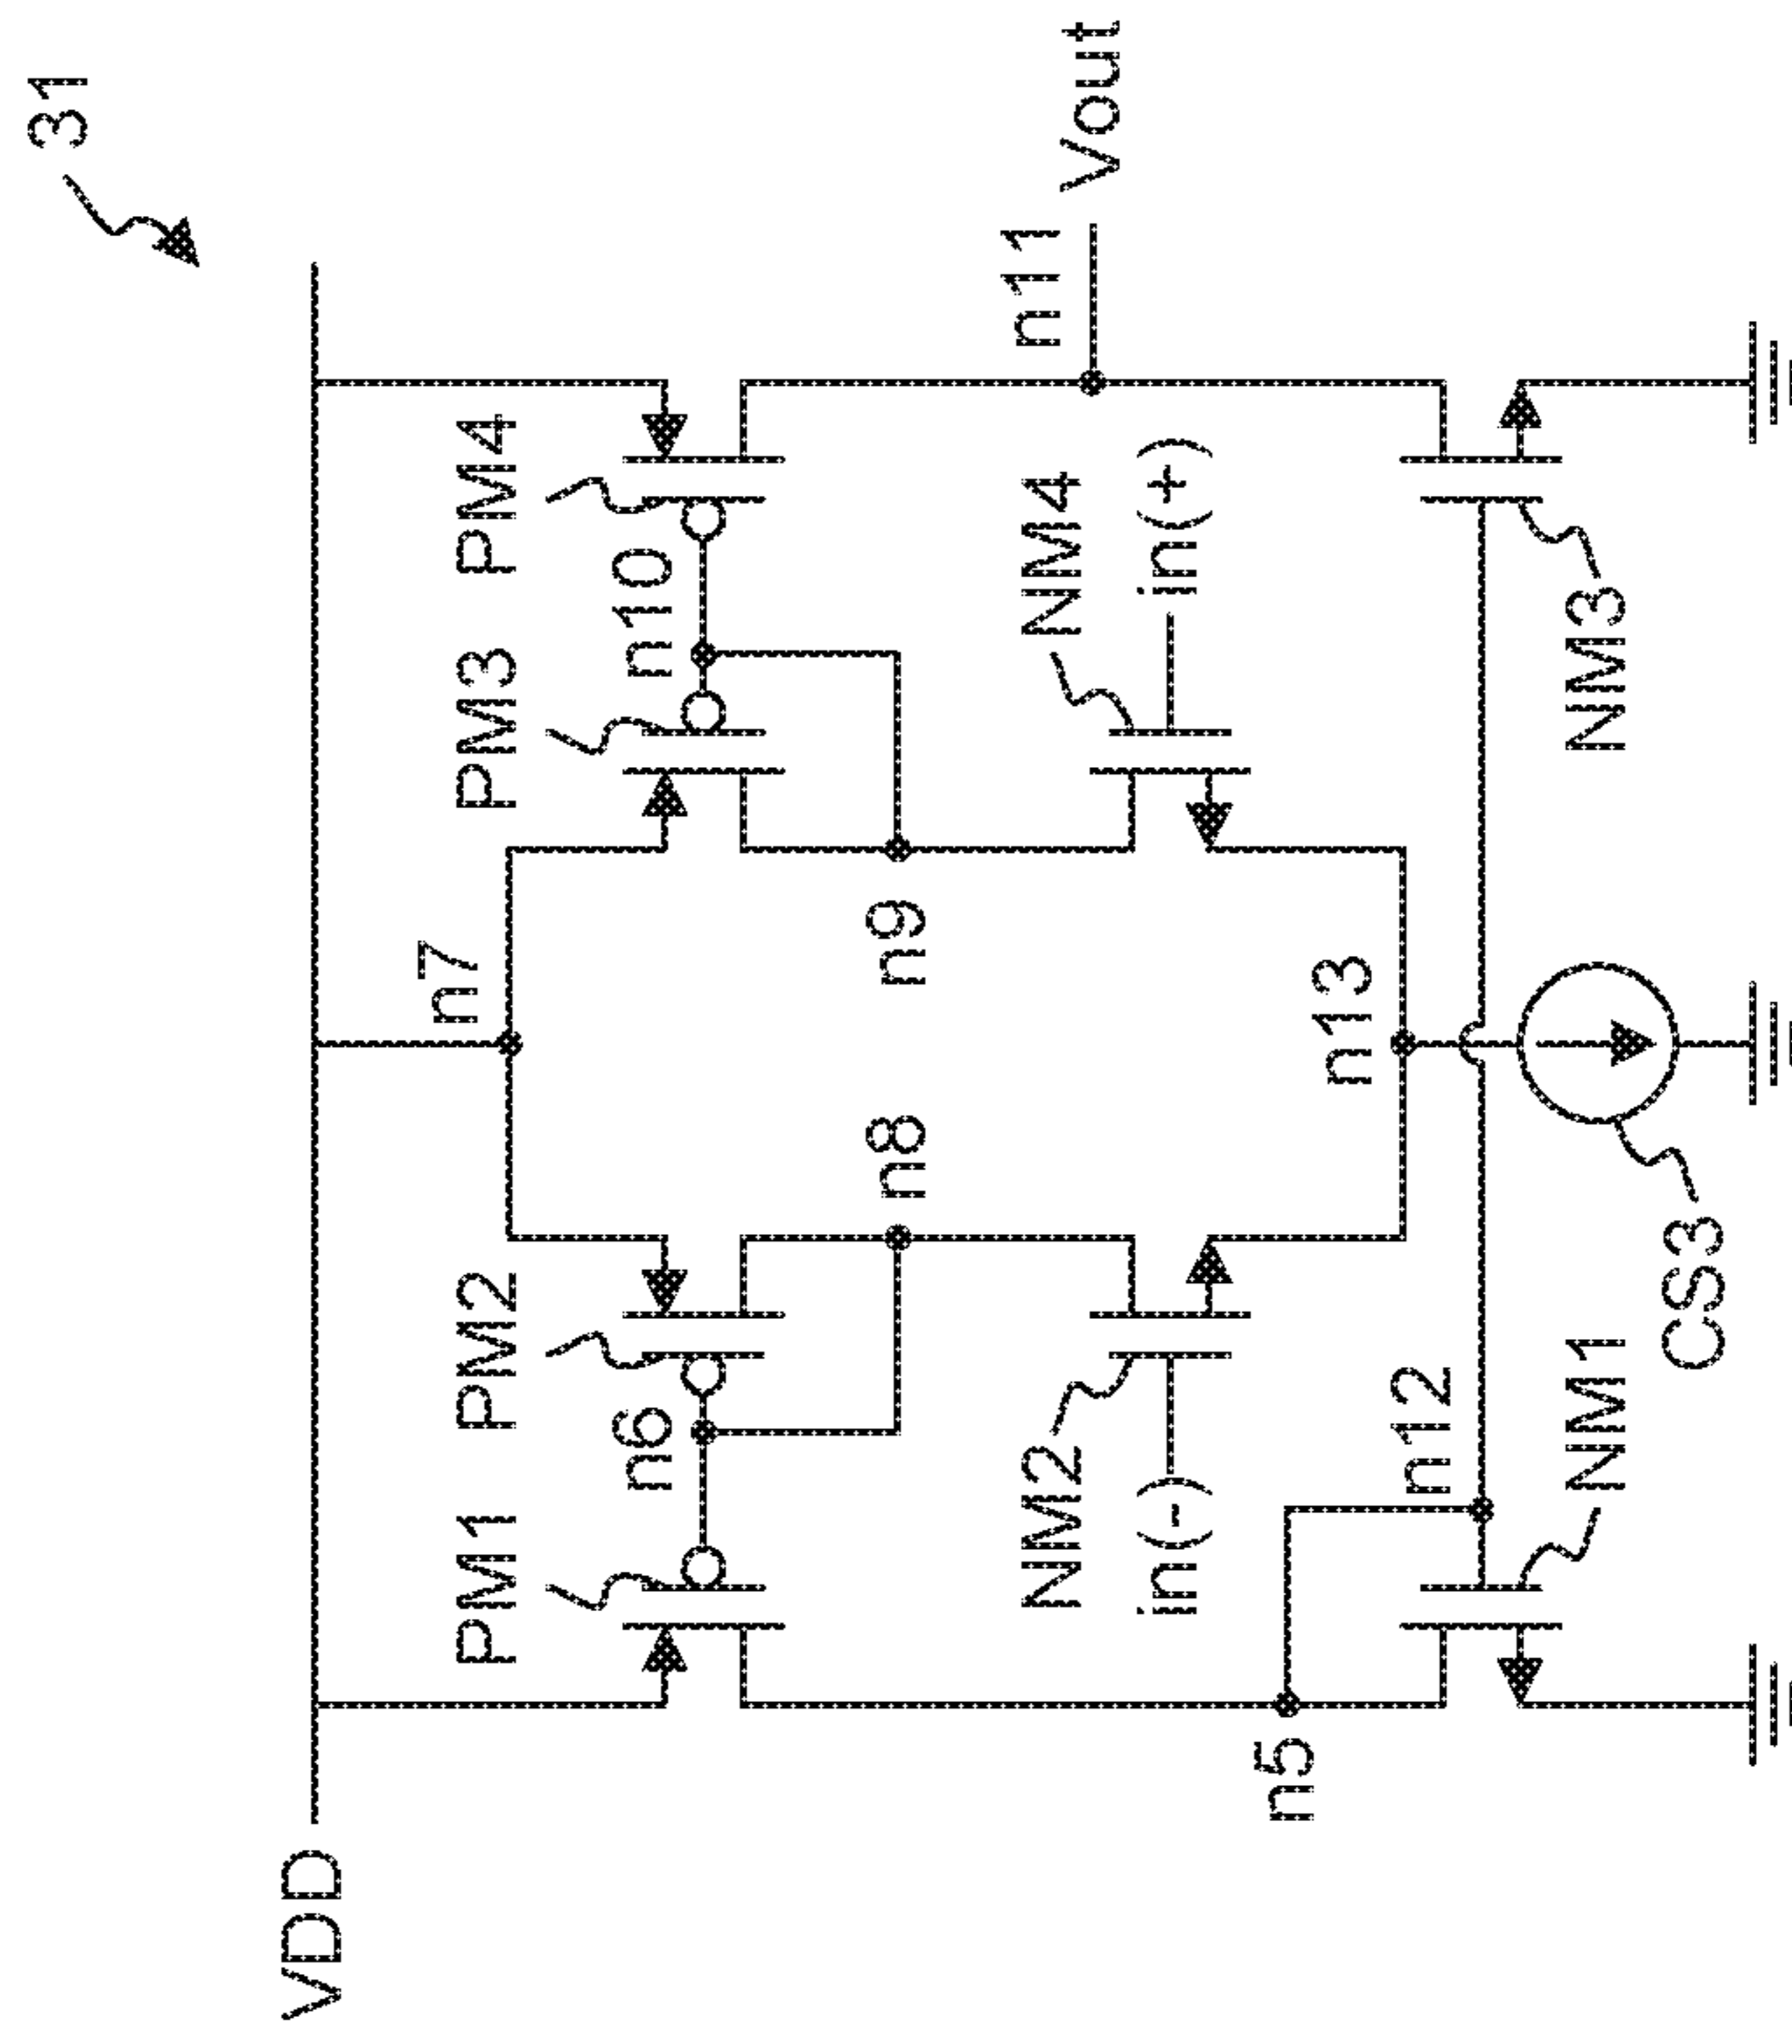 31
VDD
n7
PM1
PM2
PM3
PM4
n6
n10
n8
n9
NM2
NM4
n11
Vout
in(-)
in(+)
n5
n13
n12
NM1
NM3
CS3